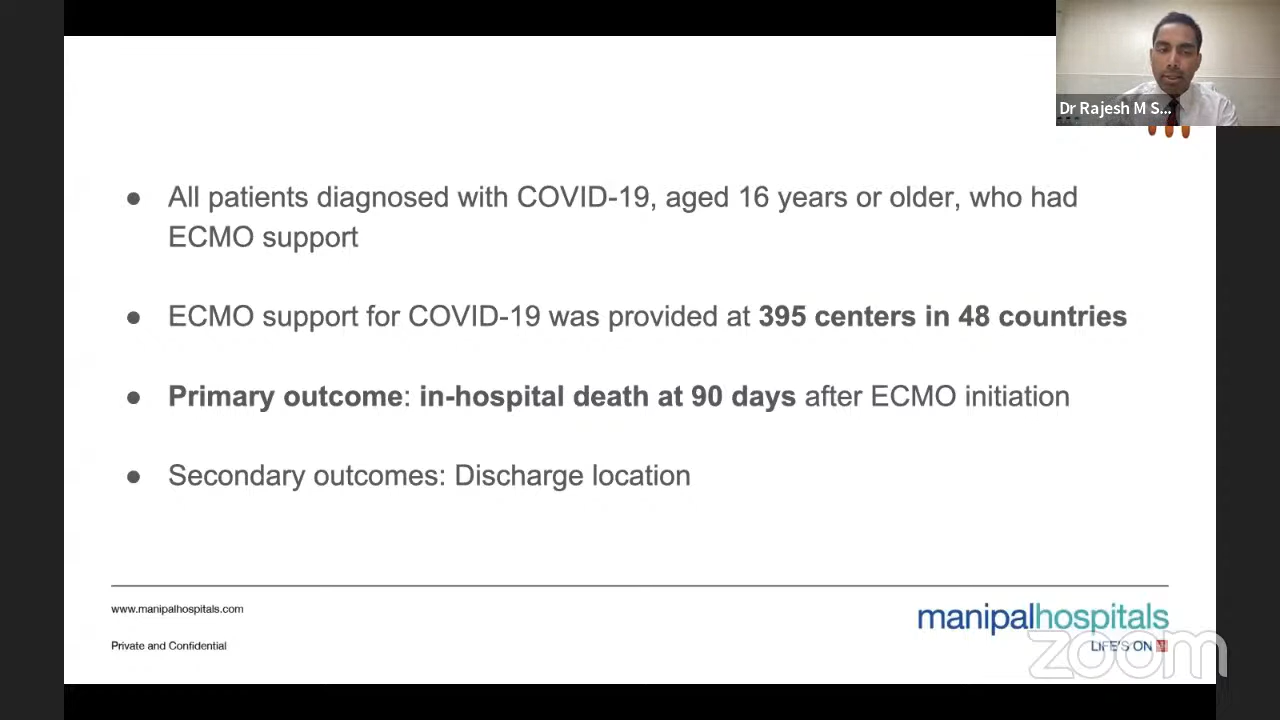 Dr Rajesh M S...
● All patients diagnosed with COVID-19, aged 16 years or older, who had
ECMO support
● ECMO support for COVID-19 was provided at 395 centers in 48 countries
● Primary outcome: in-hospital death at 90 days after ECMO initiation
● Secondary outcomes: Discharge location
www.manipalhospitals.com
Private and Confidential
manipalhospitals
LIFE'S ON
zoom